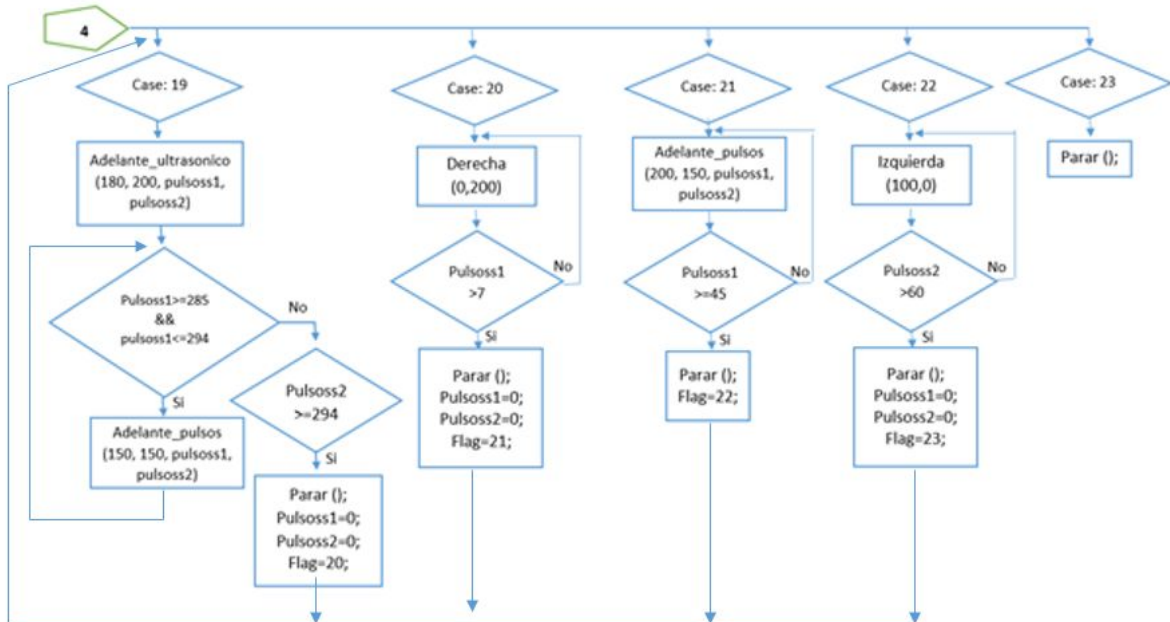 4
Case: 19
Adelante_ultrasonico
(180, 200, pulsoss1,
pulsoss2)
Pulsoss1>=285
&&
pulsoss1<=294
No
Si
Adelante_pulsos
(150, 150, pulsoss1,
pulsoss2)
Pulsoss2
>=294
Si
Parar ();
Pulsoss1=0;
Pulsoss2=0;
Flag=20;
Case: 20
Derecha
(0,200)
Pulsoss1
>7
No
Si
Parar ();
Pulsoss1=0;
Pulsoss2=0;
Flag=21;
Case: 21
Adelante_pulsos
(200, 150, pulsoss1,
pulsoss2)
Pulsoss1
>=45
No
Si
Parar ();
Flag=22;
Case: 22
Izquierda
(100,0)
Pulsoss2
>60
No
Si
Parar ();
Pulsoss1=0;
Pulsoss2=0;
Flag=23;
Case: 23
Parar ();